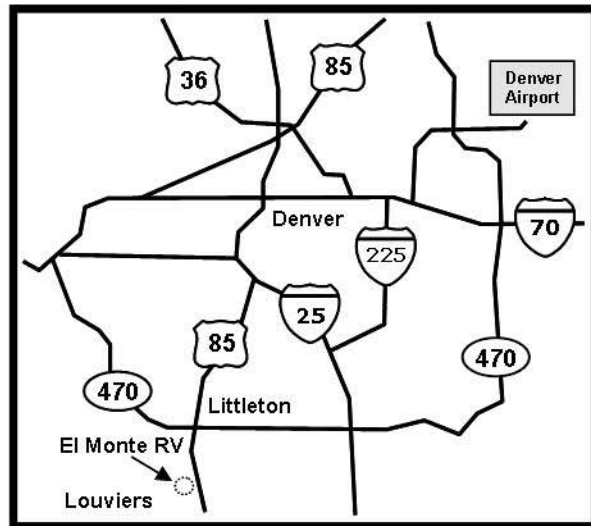 36
85
Denver
Airport
Denver
225
70
25
85
470
470
Littleton
El Monte RV
Louviers